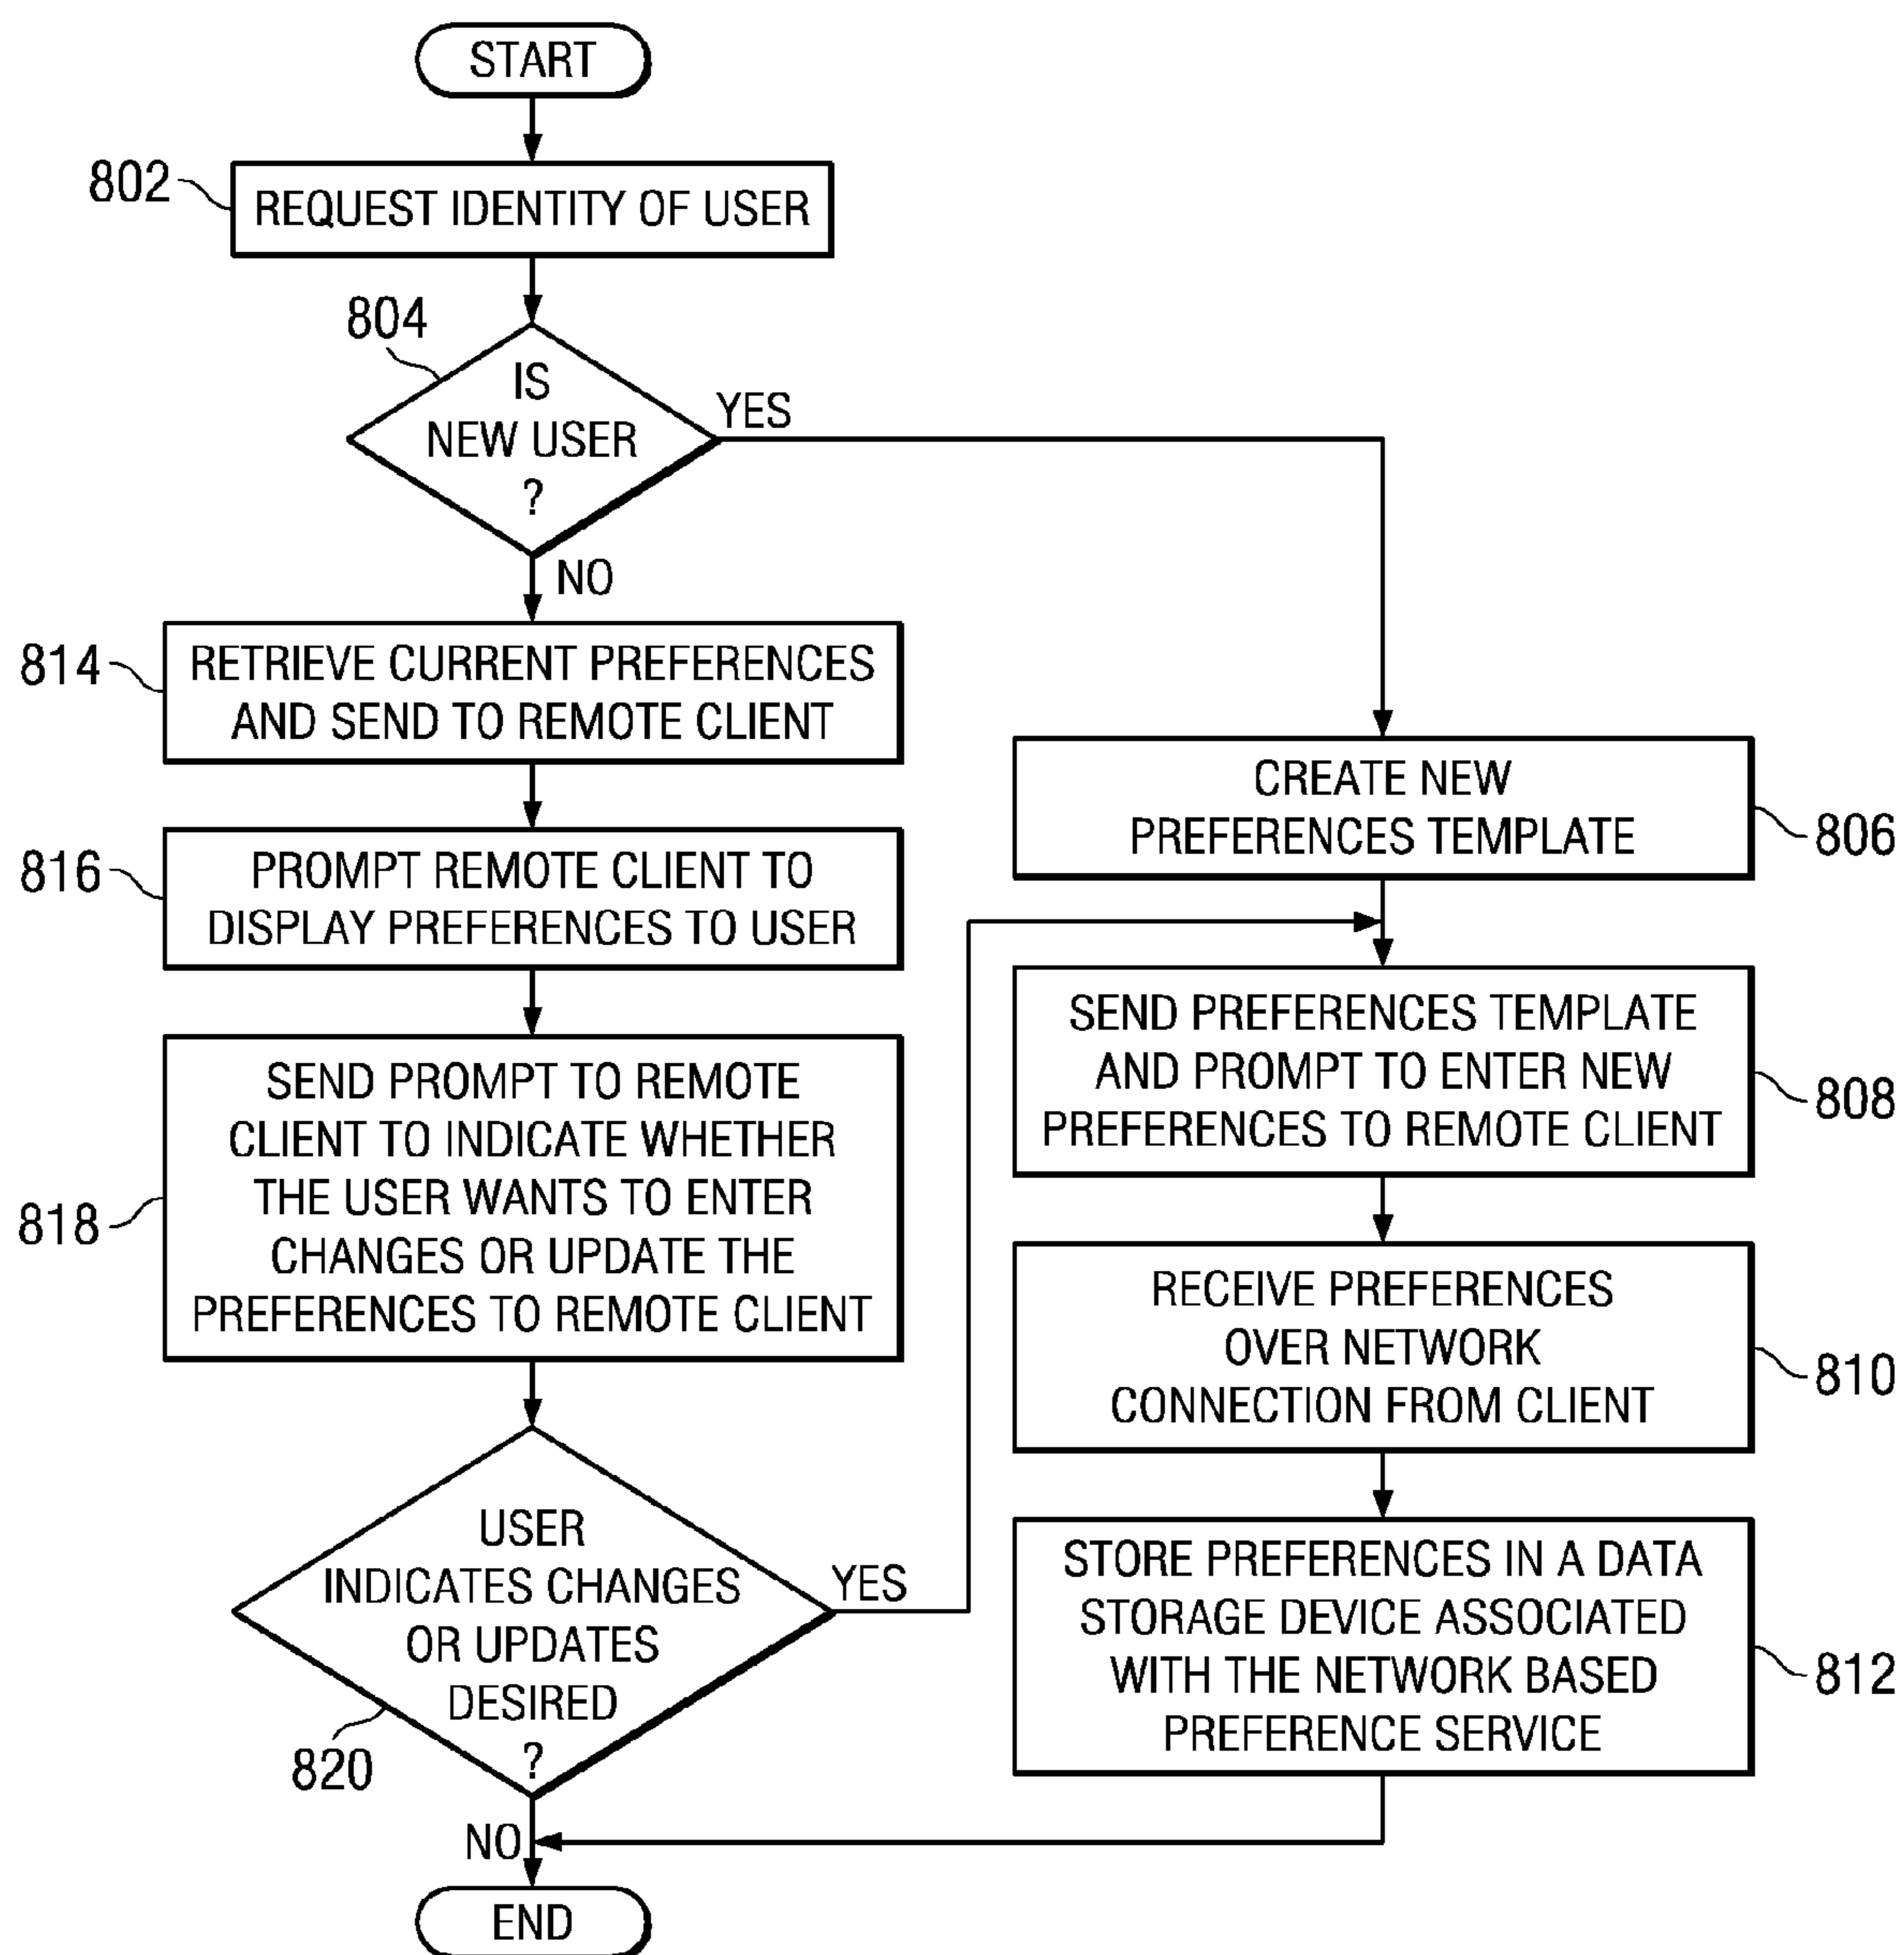 START
802
REQUEST IDENTITY OF USER
804
IS
NEW USER
?
YES
NO
814
RETRIEVE CURRENT PREFERENCES
AND SEND TO REMOTE CLIENT
816
PROMPT REMOTE CLIENT TO
DISPLAY PREFERENCES TO USER
818
SEND PROMPT TO REMOTE
CLIENT TO INDICATE WHETHER
THE USER WANTS TO ENTER
CHANGES OR UPDATE THE
PREFERENCES TO REMOTE CLIENT
USER
INDICATES CHANGES
OR UPDATES
DESIRED
?
820
YES
NO
END
CREATE NEW
PREFERENCES TEMPLATE
806
SEND PREFERENCES TEMPLATE
AND PROMPT TO ENTER NEW
PREFERENCES TO REMOTE CLIENT
808
RECEIVE PREFERENCES
OVER NETWORK
CONNECTION FROM CLIENT
810
STORE PREFERENCES IN A DATA
STORAGE DEVICE ASSOCIATED
WITH THE NETWORK BASED
PREFERENCE SERVICE
812